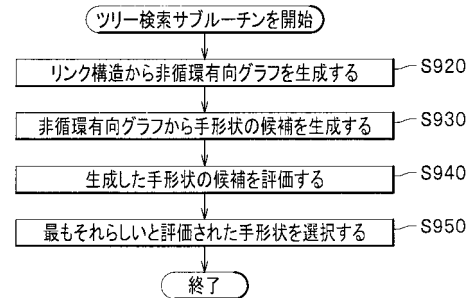 ツリー検索サブルーチンを開始
リンク構造から非循環有向グラフを生成する
S920
非循環有向グラフから手形状の候補を生成する
S930
生成した手形状の候補を評価する
S940
最もそれらしいと評価された手形状を選択する
S950
終了